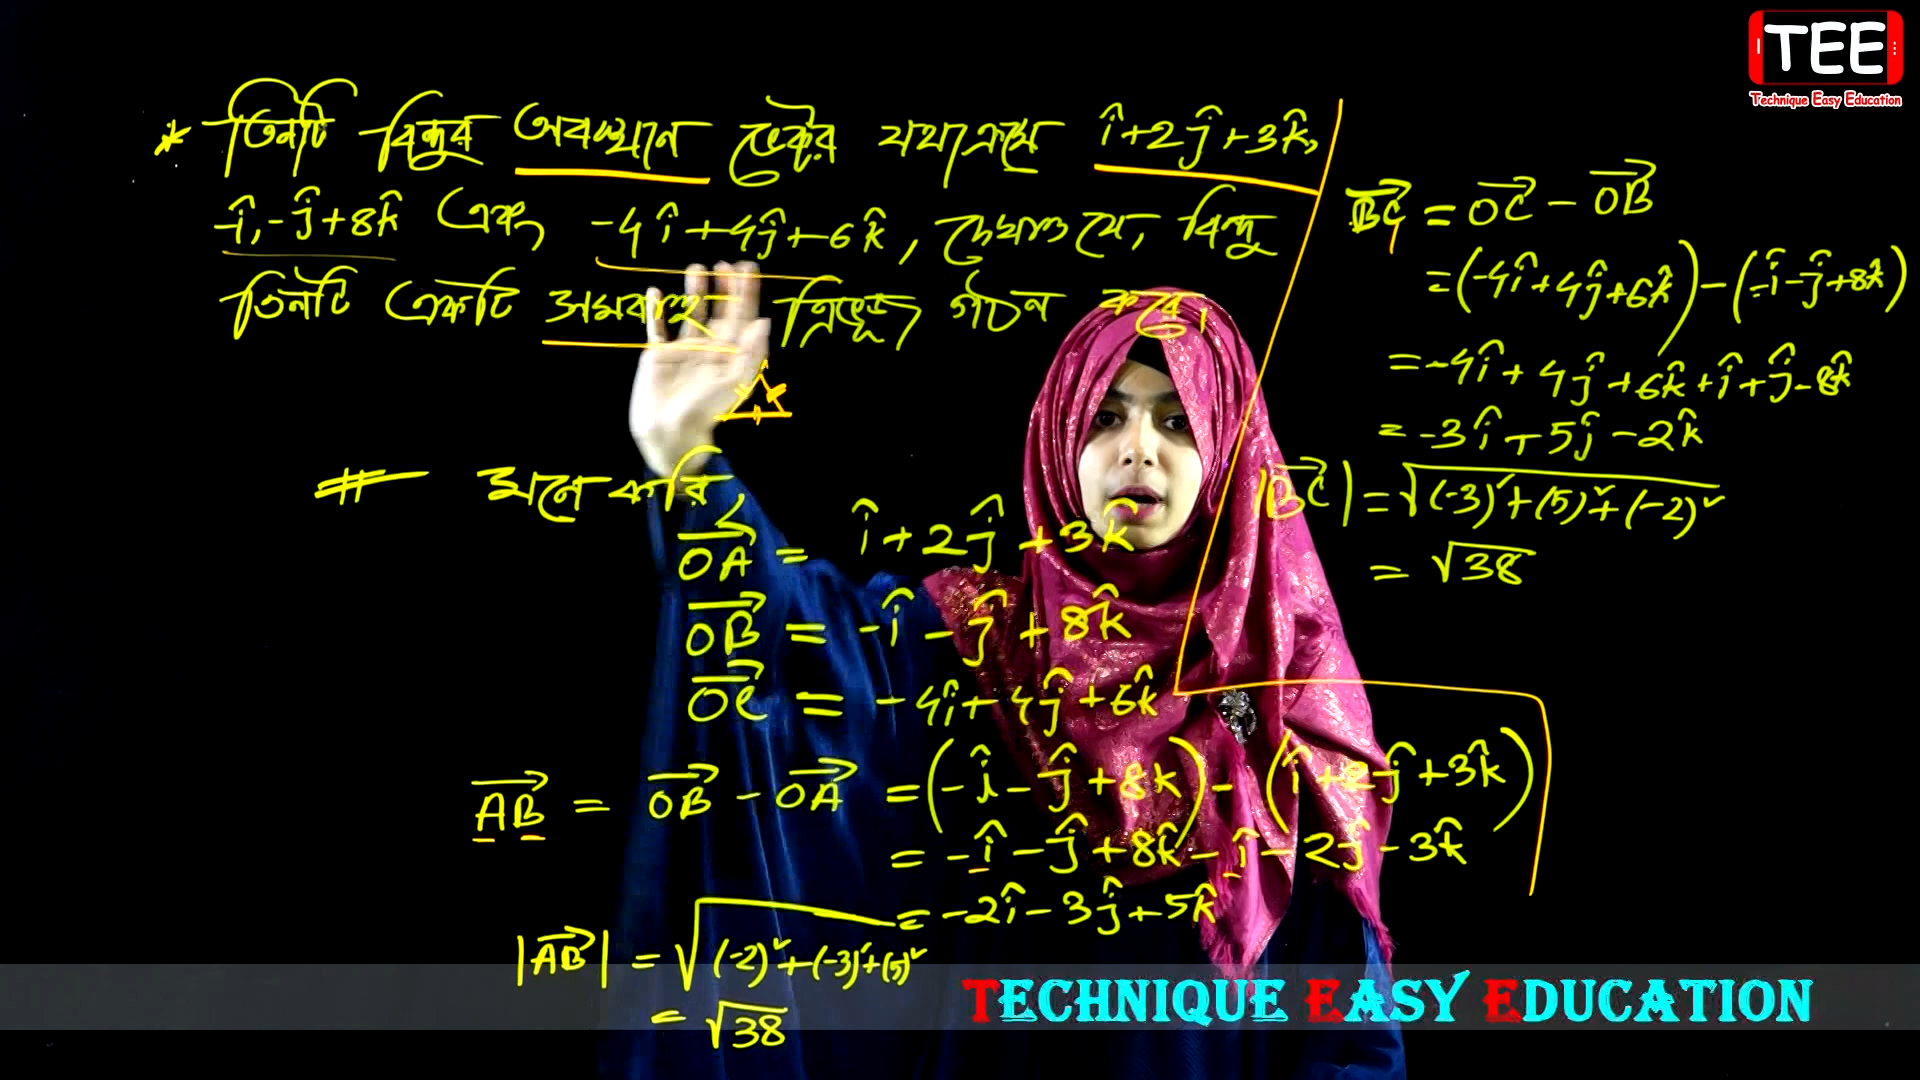 * তিনটি বিন্দুর অবস্থান ভেক্টর যথাক্রমে î+2ĵ+3k̂,
-î, -ĵ+8k̂ এবং -4î+4ĵ+6k̂, দেখাও যে, বিন্দু
তিনটি একটি সমবাহু ত্রিভূজ গঠন করে।
# মনে করি,
→OA = î+2ĵ+3k̂
→OB = -î-ĵ+8k̂
→OC = -4î+4ĵ+6k̂
→AB = →OB - →OA = (-î-ĵ+8k) - (î+2ĵ+3k̂)
= -î-ĵ+8k̂-î-2ĵ-3k̂
= -2î-3ĵ+5k̂
|→AB| = √(-2)²+(-3)²+(5)²
= √38
→BC = →OC - →OB
= (-4î+4ĵ+6k̂) - (-î-ĵ+8k̂)
= -4î+4ĵ+6k̂+î+ĵ-8k̂
= -3î+5ĵ-2k̂
|→BC| = √(-3)²+(5)²+(-2)²
= √38
TEE
Technique Easy Education
TECHNIQUE EASY EDUCATION